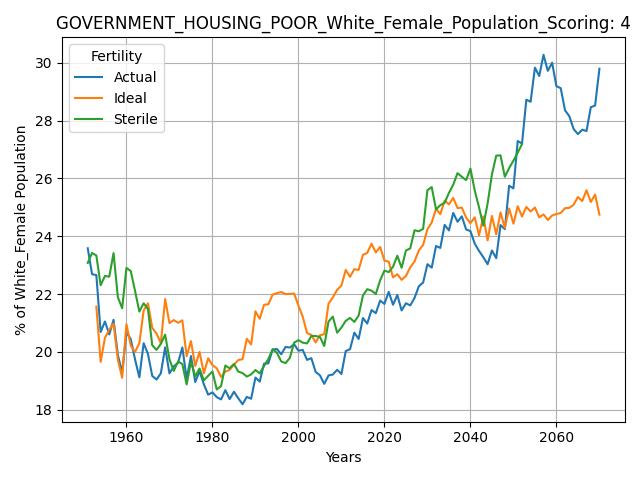 GOVERNMENT_HOUSING_POOR_White_Female_Population_Scoring: 4
Fertility
Actual
Ideal
Sterile
% of White_Female Population
30
28
26
24
22
20
18
1960
1980
2000
2020
2040
2060
Years